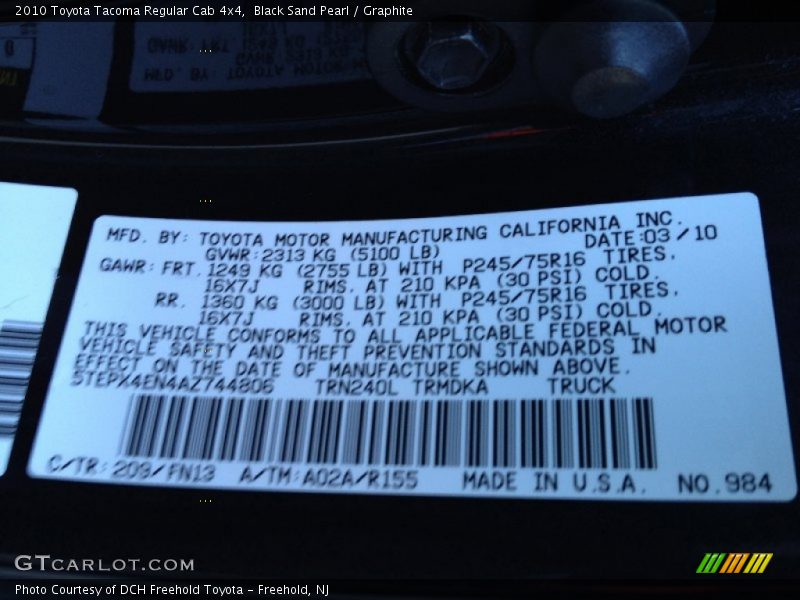 2010 Toyota Tacoma Regular Cab 4x4, Black Sand Pearl / Graphite
MFD. BY: TOYOTA MOTOR MANUFACTURING CALIFORNIA INC.
GVWR: 2313 KG (5100 LB) DATE: 03/10
GAWR: FRT. 1249 KG (2755 LB) WITH P245/75R16 TIRES.
16X7J RIMS. AT 210 KPA (30 PSI) COLD.
RR. 1360 KG (3000 LB) WITH P245/75R16 TIRES.
16X7J RIMS. AT 210 KPA (30 PSI) COLD.
THIS VEHICLE CONFORMS TO ALL APPLICABLE FEDERAL MOTOR
VEHICLE SAFETY AND THEFT PREVENTION STANDARDS IN
EFFECT ON THE DATE OF MANUFACTURE SHOWN ABOVE.
5TEPX4EN4AZ744806 TRN240L TRMDKA TRUCK
C/TR: 209/FN13 A/TM: A02A/R155 MADE IN U.S.A. NO. 984
GTCARLOT.COM
Photo Courtesy of DCH Freehold Toyota - Freehold, NJ